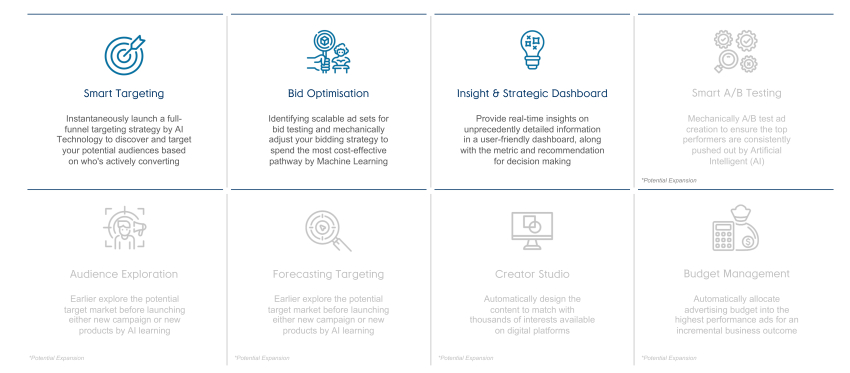 Smart Targeting
Instantaneously launch a full-
funnel targeting strategy by AI
Technology to discover and target
your potential audiences based
on who's actively converting
Bid Optimisation
Identifying scalable ad sets for
bid testing and mechanically
adjust your bidding strategy to
spend the most cost-effective
pathway by Machine Learning
Insight & Strategic Dashboard
Provide real-time insights on
unprecedently detailed information
in a user-friendly dashboard, along
with the metric and recommendation
for decision making
Smart A/B Testing
Mechanically A/B test ad
creation to ensure the top
performers are consistently
pushed out by Artificial
Intelligent (AI)
*Potential Expansion
Audience Exploration
Earlier explore the potential
target market before launching
either new campaign or new
products by AI learning
*Potential Expansion
Forecasting Targeting
Earlier explore the potential
target market before launching
either new campaign or new
products by AI learning
*Potential Expansion
Creator Studio
Automatically design the
content to match with
thousands of interests available
on digital platforms
*Potential Expansion
Budget Management
Automatically allocate
advertising budget into the
highest performance ads for an
incremental business outcome
*Potential Expansion